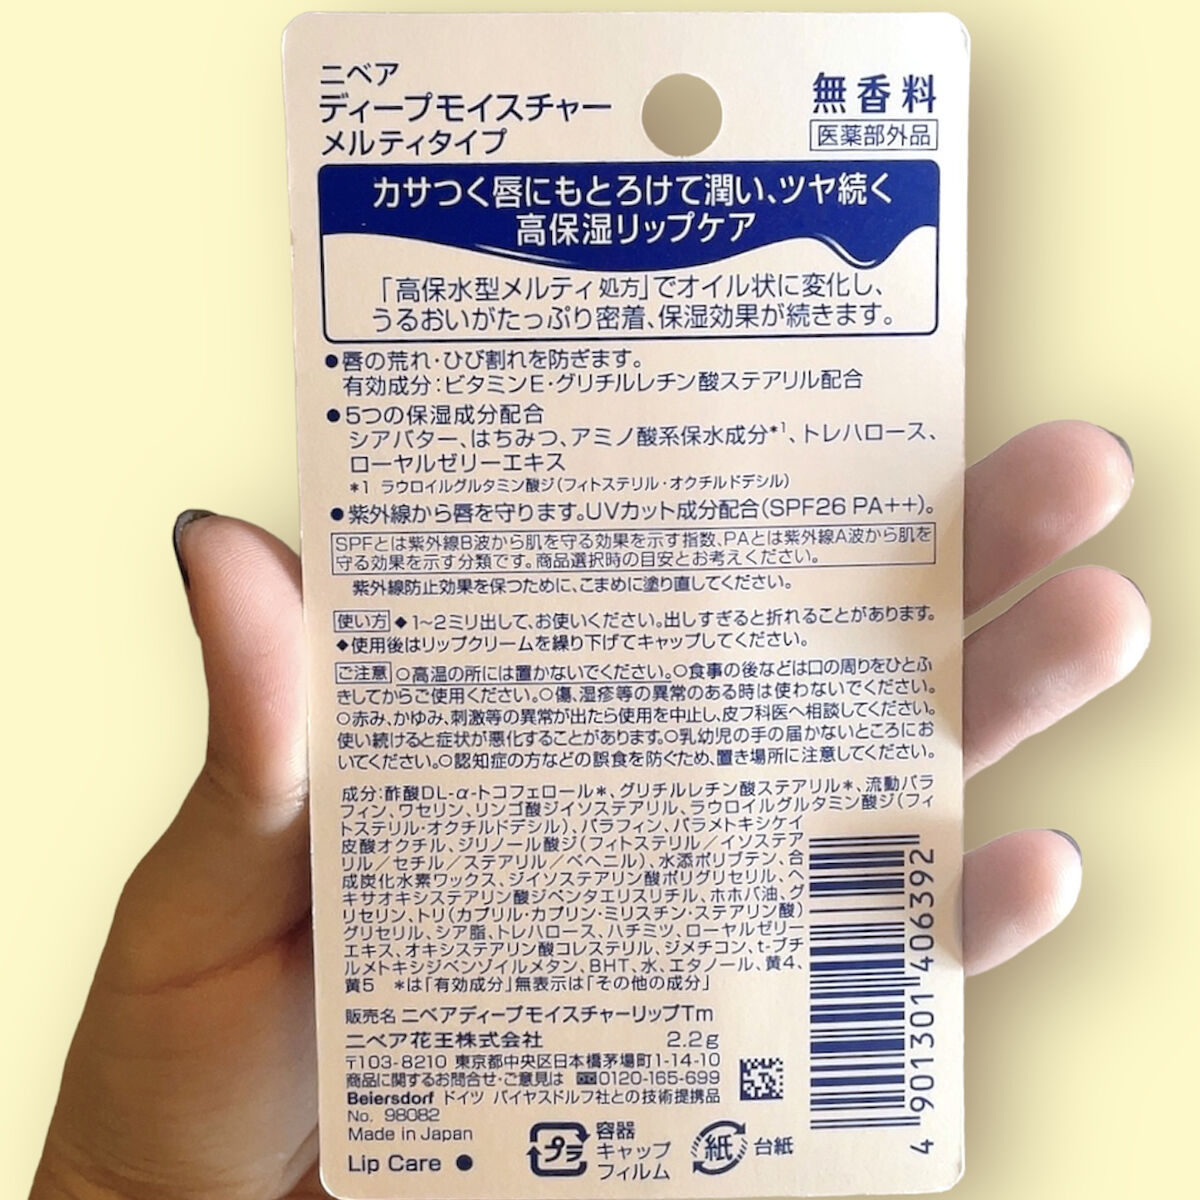 ニベア
ディープモイスチャー
メルティタイプ
無香料
医薬部外品
カサつく唇にもとろけて潤い、ツヤ続く
高保湿リップケア
「高保水型メルティ処方」でオイル状に変化し、
うるおいがたっぷり密着、保湿効果が続きます。
●唇の荒れ・ひび割れを防ぎます。
有効成分：ビタミンE・グリチルレチン酸ステアリル配合
●5つの保湿成分配合
シアバター、はちみつ、アミノ酸系保水成分*1、トレハロース、
ローヤルゼリーエキス
*1 ラウロイルグルタミン酸ジ(フィトステリル・オクチルドデシル)
●紫外線から唇を守ります。UVカット成分配合(SPF26 PA++)。
SPFとは紫外線B波から肌を守る効果を示す指数、PAとは紫外線A波から肌を
守る効果を示す分類です。商品選択時の目安とお考えください。
紫外線防止効果を保つために、こまめに塗り直してください。
使い方 ◆1~2ミリ出して、お使いください。出しすぎると折れることがあります。
◆使用後はリップクリームを繰り下げてキャップしてください。
ご注意 ○高温の所には置かないでください。○食事の後などは口の周りをひとふ
きしてからご使用ください。○傷、湿疹等の異常のある時は使わないでください。
○赤み、かゆみ、刺激等の異常が出たら使用を中止し、皮フ科医へ相談してください。
使い続けると症状が悪化することがあります。○乳幼児の手の届かないところにお
いてください。○認知症の方などの誤食を防ぐため、置き場所に注意してください。
成分：酢酸DL-α-トコフェロール*、グリチルレチン酸ステアリル*、流動パラ
フィン、ワセリン、リンゴ酸ジイソステアリル、ラウロイルグルタミン酸ジ(フィ
トステリル・オクチルドデシル)、パラフィン、パラメトキシケイ
皮酸オクチル、ジリノール酸ジ(フィトステリル／イソステア
リル／セチル／ステアリル／ベヘニル)、水添ポリブテン、合
成炭化水素ワックス、ジイソステアリン酸ポリグリセリル、ヘ
キサオキシステアリン酸ジペンタエリスリチル、ホホバ油、グ
リセリン、トリ(カプリル・カプリン・ミリスチン・ステアリン酸)
グリセリル、シア脂、トレハロース、ハチミツ、ローヤルゼリー
エキス、オキシステアリン酸コレステリル、ジメチコン、t-ブチ
ルメトキシジベンゾイルメタン、BHT、水、エタノール、黄4、
黄5 *は「有効成分」無表示は「その他の成分」
販売名 ニベアディープモイスチャーリップTm
ニベア花王株式会社 2.2g
〒103-8210 東京都中央区日本橋茅場町1-14-10
商品に関するお問合せ・ご意見は 0120-165-699
Beiersdorf ドイツ バイヤスドルフ社との技術提携品
No. 98082
Made in Japan
Lip Care ●
プラ
容器
キャップ
フィルム
紙
台紙
4 901301 406392